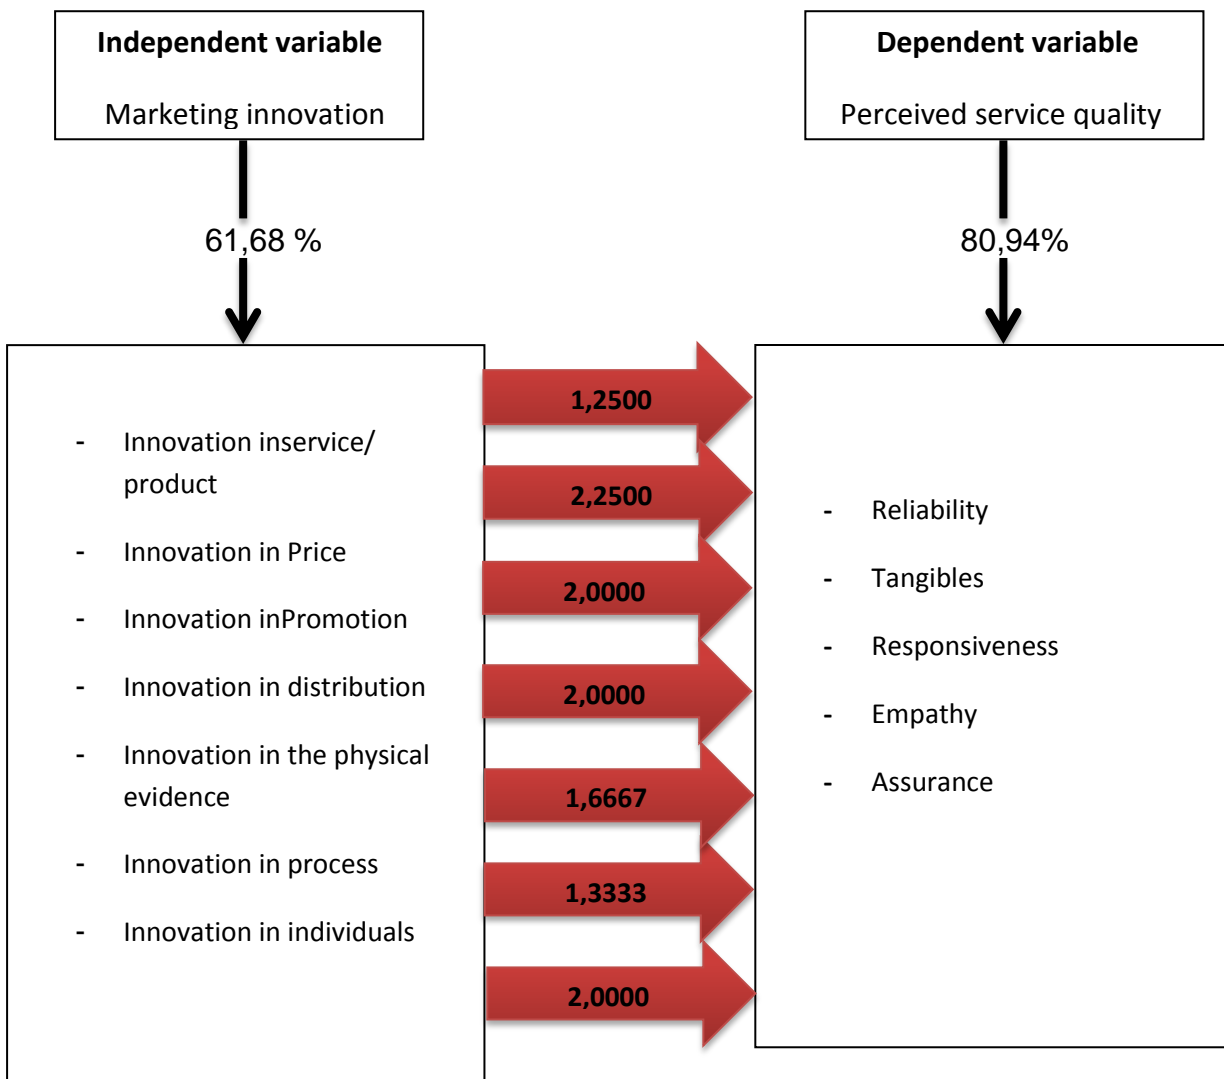 Independent variable
Marketing innovation
Dependent variable
Perceived service quality
61,68 %
80,94%
- Innovation inservice/
product
- Innovation in Price
- Innovation inPromotion
- Innovation in distribution
- Innovation in the physical
evidence
- Innovation in process
- Innovation in individuals
1,2500
2,2500
2,0000
2,0000
1,6667
1,3333
2,0000
- Reliability
- Tangibles
- Responsiveness
- Empathy
- Assurance